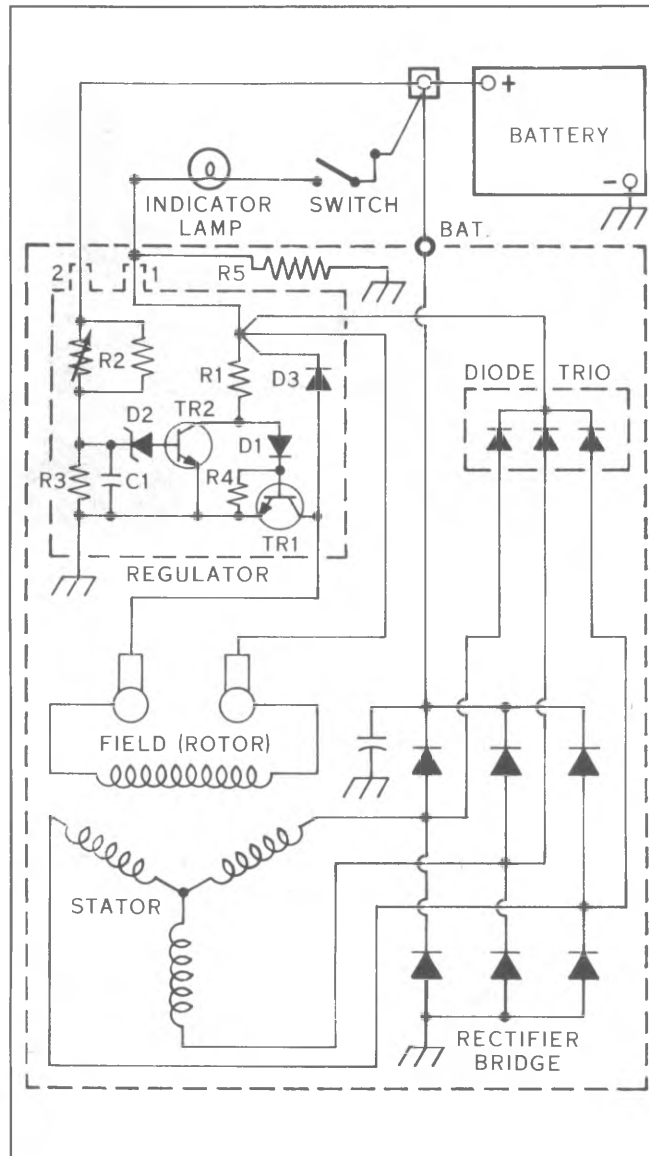 +
BATTERY
-
INDICATOR
LAMP
SWITCH
BAT.
2
1
R5
R2
R1
D3
DIODE TRIO
D2
TR2
D1
R3
C1
R4
TR1
REGULATOR
FIELD (ROTOR)
STATOR
RECTIFIER
BRIDGE